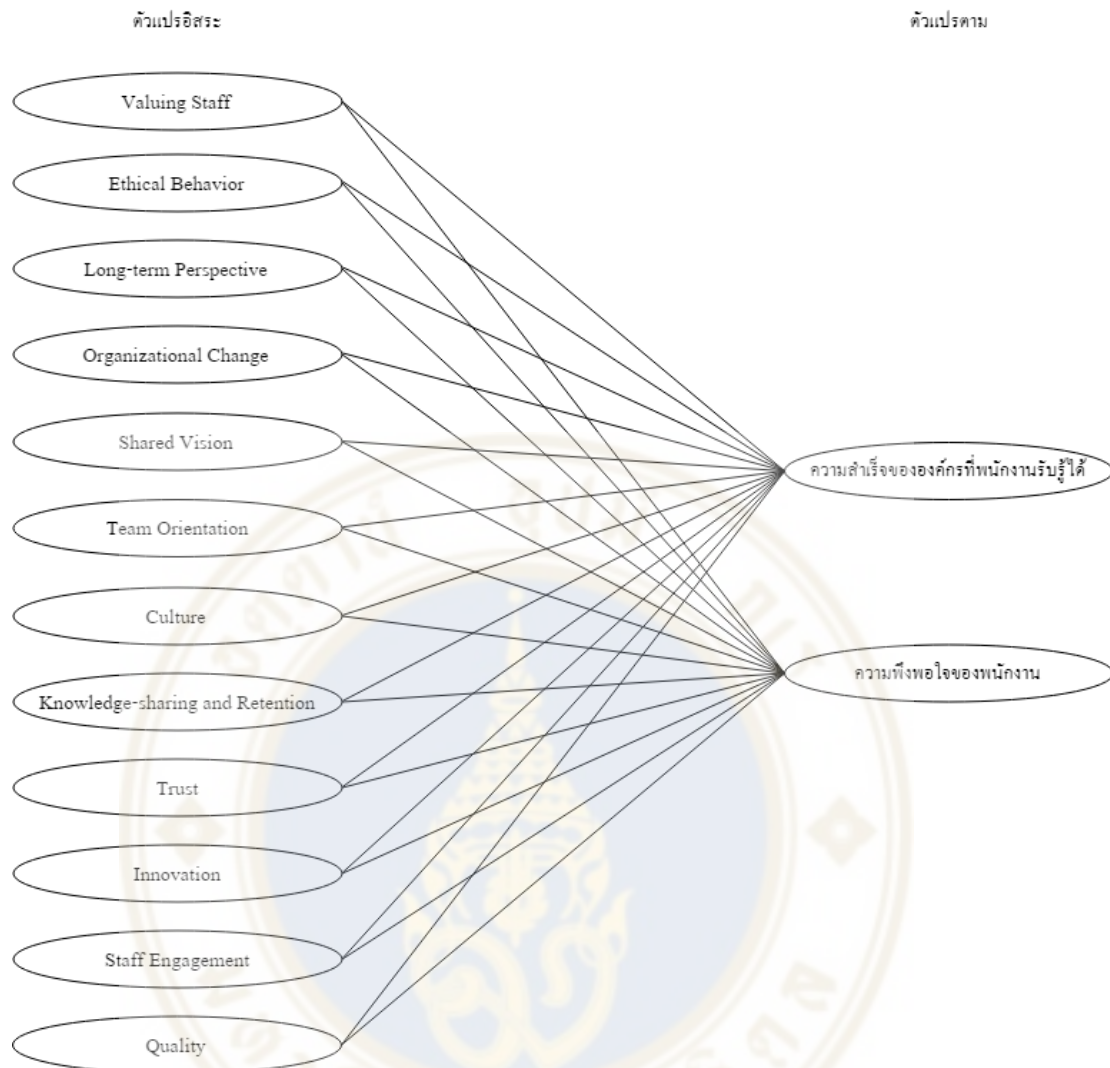 ตัวแปรอิสระ
ตัวแปรตาม
Valuing Staff
Ethical Behavior
Long-term Perspective
Organizational Change
Shared Vision
ความสำเร็จขององค์กรที่พนักงานรับรู้ได้
Team Orientation
Culture
ความพึงพอใจของพนักงาน
Knowledge-sharing and Retention
Trust
Innovation
Staff Engagement
Quality